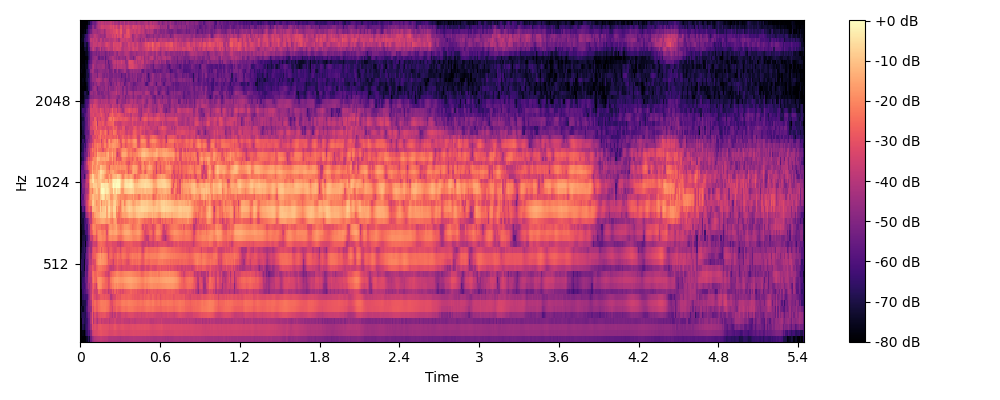 +0 dB
-10 dB
-20 dB
-30 dB
-40 dB
-50 dB
-60 dB
-70 dB
-80 dB
Hz
2048
1024
512
0 0.6 1.2 1.8 2.4 3 3.6 4.2 4.8 5.4
Time